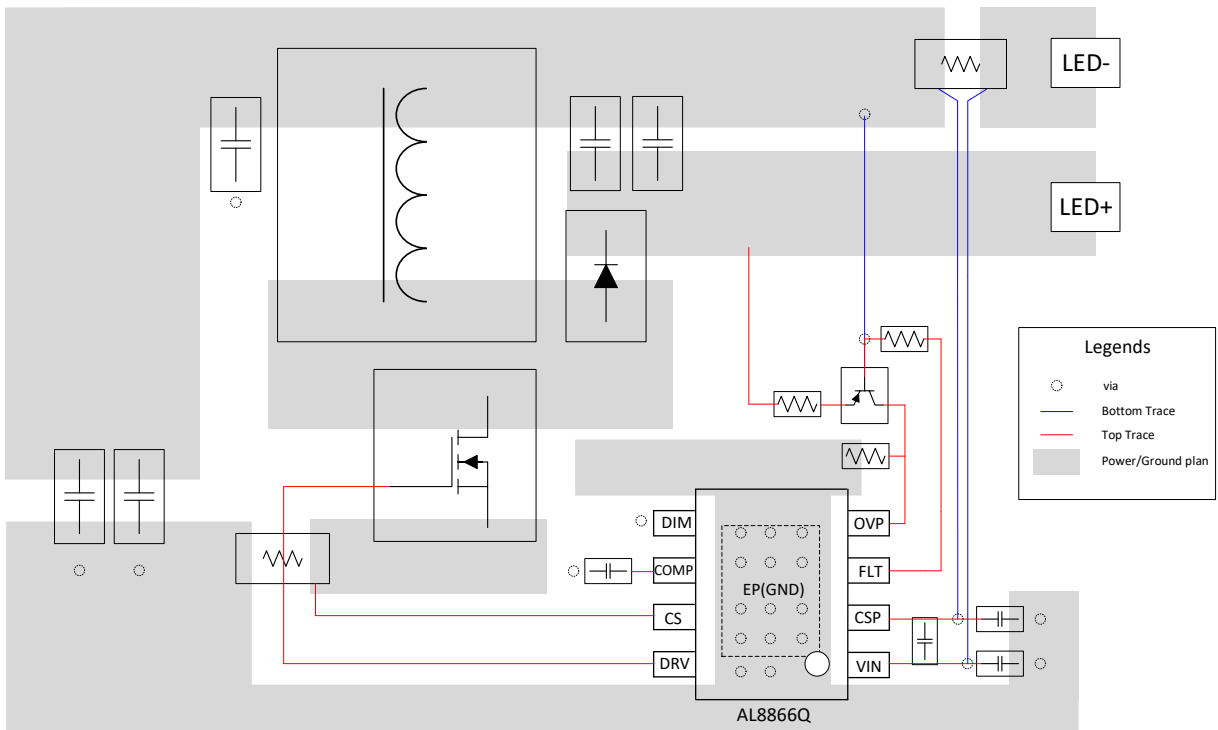 LED-
LED+
Legends
via
Bottom Trace
Top Trace
Power/Ground plan
DIM
OVP
COMP
FLT
EP(GND)
CS
CSP
DRV
VIN
AL8866Q